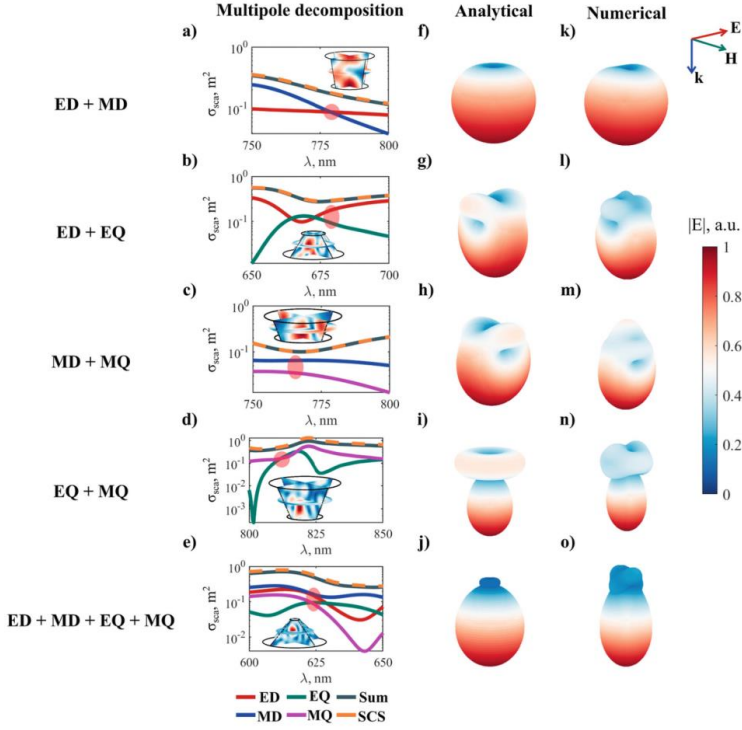 Multipole decomposition Analytical Numerical
a) f) k)
E
H
k
ED + MD
σsca, m²
10⁰
10⁻¹
750 775 800
λ, nm
b) g) l)
ED + EQ
σsca, m²
10⁰
10⁻¹
10⁻²
650 675 700
λ, nm
|E|, a.u.
1
0.8
0.6
0.4
0.2
0
c) h) m)
MD + MQ
σsca, m²
10⁰
10⁻¹
750 775 800
λ, nm
d) i) n)
EQ + MQ
σsca, m²
10⁰
10⁻¹
10⁻²
10⁻³
800 825 850
λ, nm
e) j) o)
ED + MD + EQ + MQ
σsca, m²
10⁰
10⁻¹
10⁻²
600 625 650
λ, nm
ED EQ Sum
MD MQ SCS